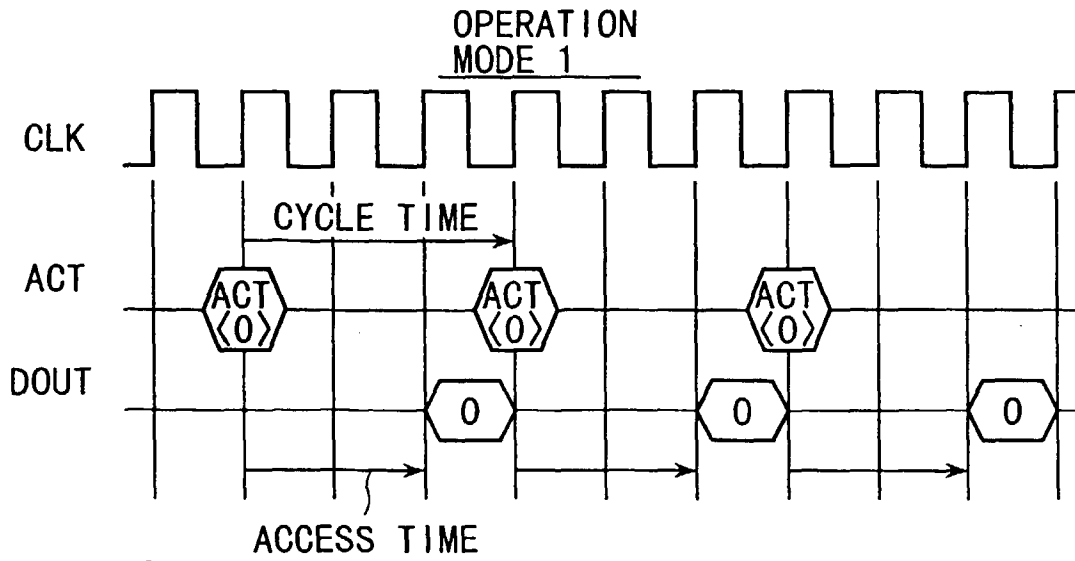 OPERATION
MODE 1
CLK
CYCLE TIME
ACT
ACT
⟨0⟩
ACT
⟨0⟩
ACT
⟨0⟩
DOUT
0
0
0
ACCESS TIME